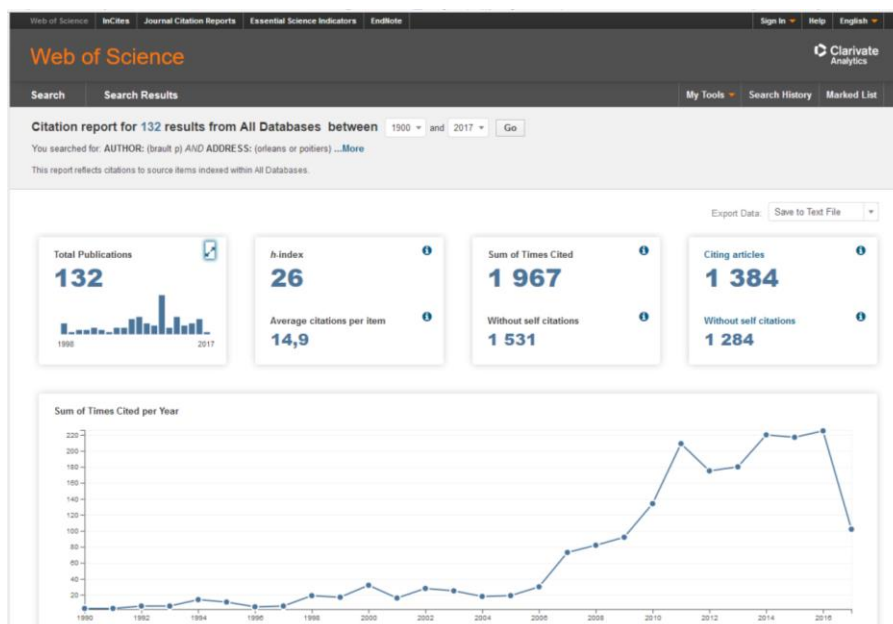 Web of Science InCites Journal Citation Reports Essential Science Indicators EndNote Sign In Help English
Web of Science
Clarivate
Analytics
Search Search Results My Tools Search History Marked List
Citation report for 132 results from All Databases between 1900 and 2017 Go
You searched for: AUTHOR: (brault p) AND ADDRESS: (orleans or poitiers) ...More
This report reflects citations to source items indexed within All Databases.
Export Data: Save to Text File
Total Publications
132
1990 2017
h-index
26
Average citations per item
14,9
Sum of Times Cited
1 967
Without self citations
1 531
Citing articles
1 384
Without self citations
1 284
Sum of Times Cited per Year
220
200
180
160
140
120
100
80
60
40
20
1990 1992 1994 1996 1998 2000 2002 2004 2006 2008 2010 2012 2014 2016